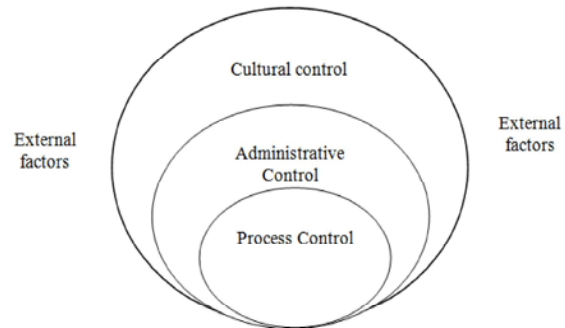 Cultural control
External
factors
External
factors
Administrative
Control
Process Control